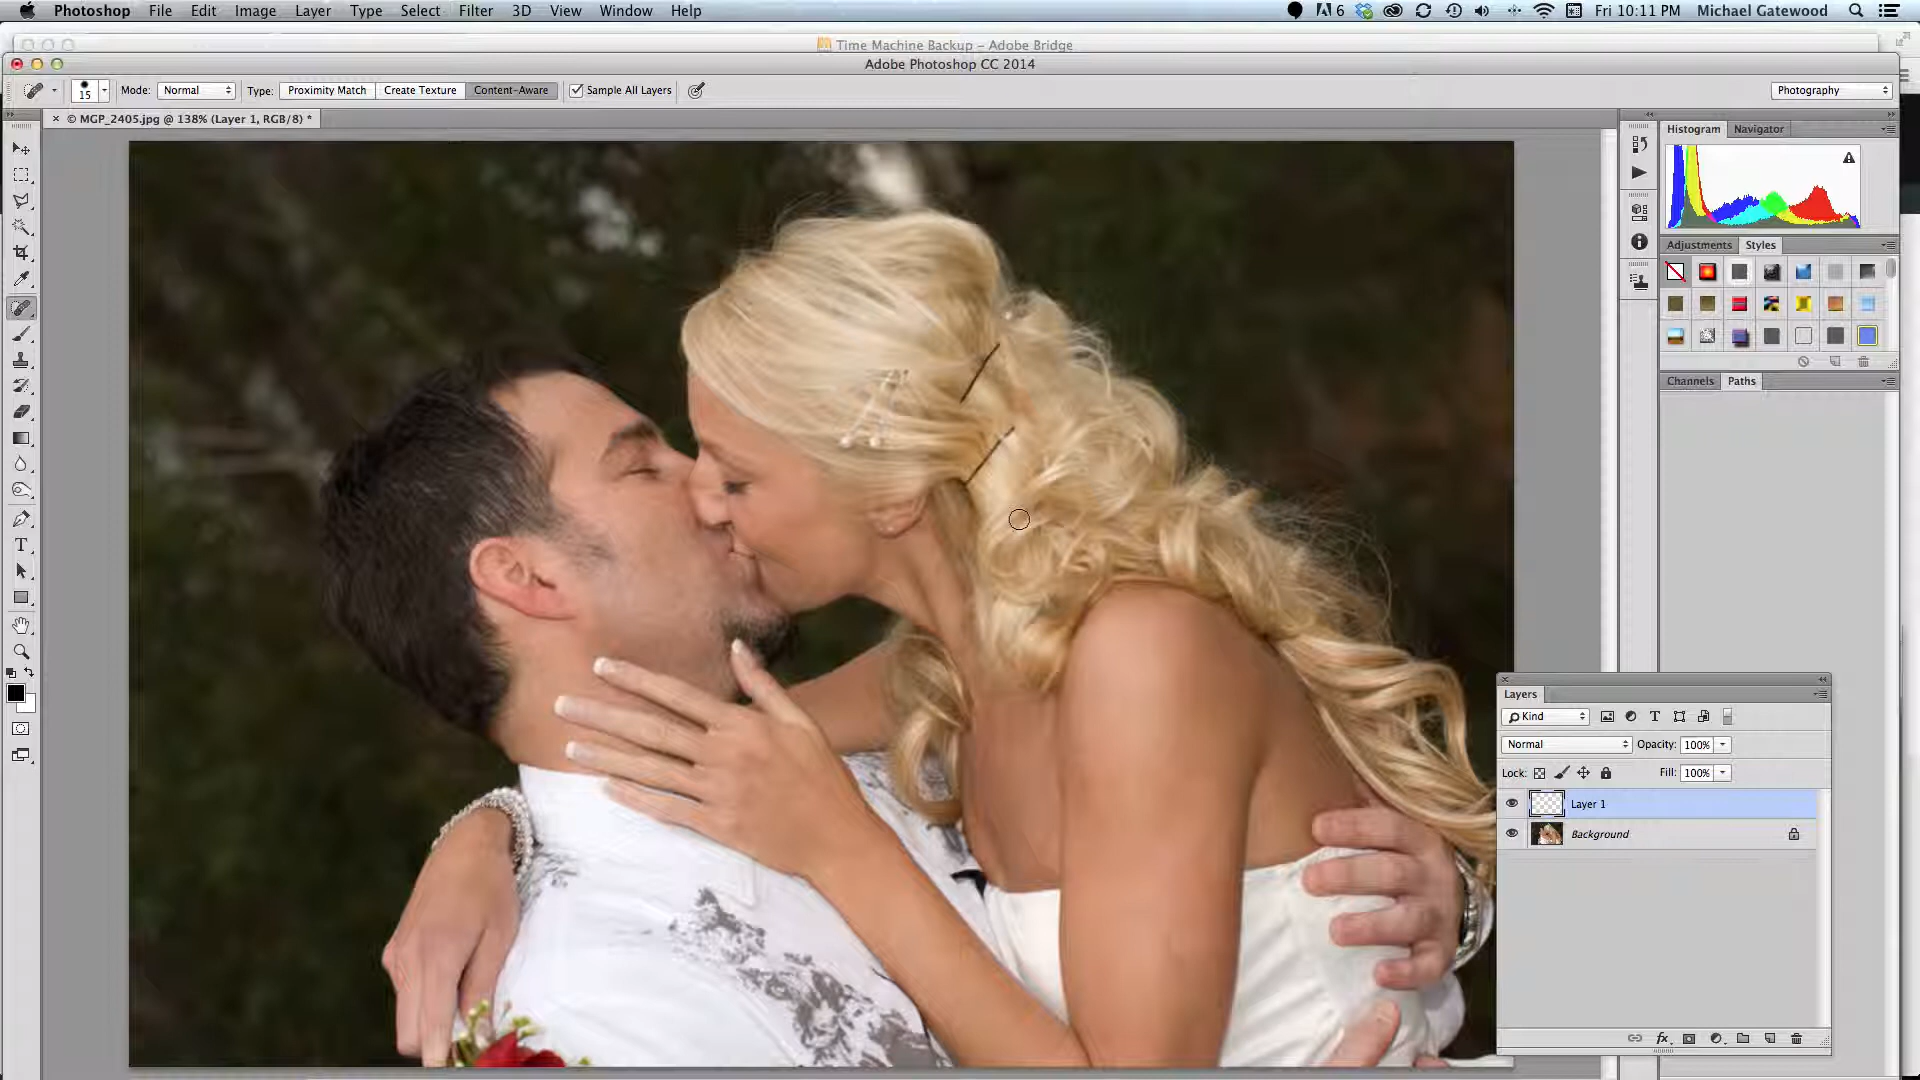 Photoshop File Edit Image Layer Type Select Filter 3D View Window Help 6 Fri 10:11 PM Michael Gatewood
Time Machine Backup – Adobe Bridge
Adobe Photoshop CC 2014
15 Mode: Normal Type: Proximity Match Create Texture Content-Aware Sample All Layers Photography
× © MGP_2405.jpg @ 138% (Layer 1, RGB/8) *
Histogram Navigator
Adjustments Styles
Channels Paths
Layers
Kind
Normal Opacity: 100%
Lock: Fill: 100%
Layer 1
Background